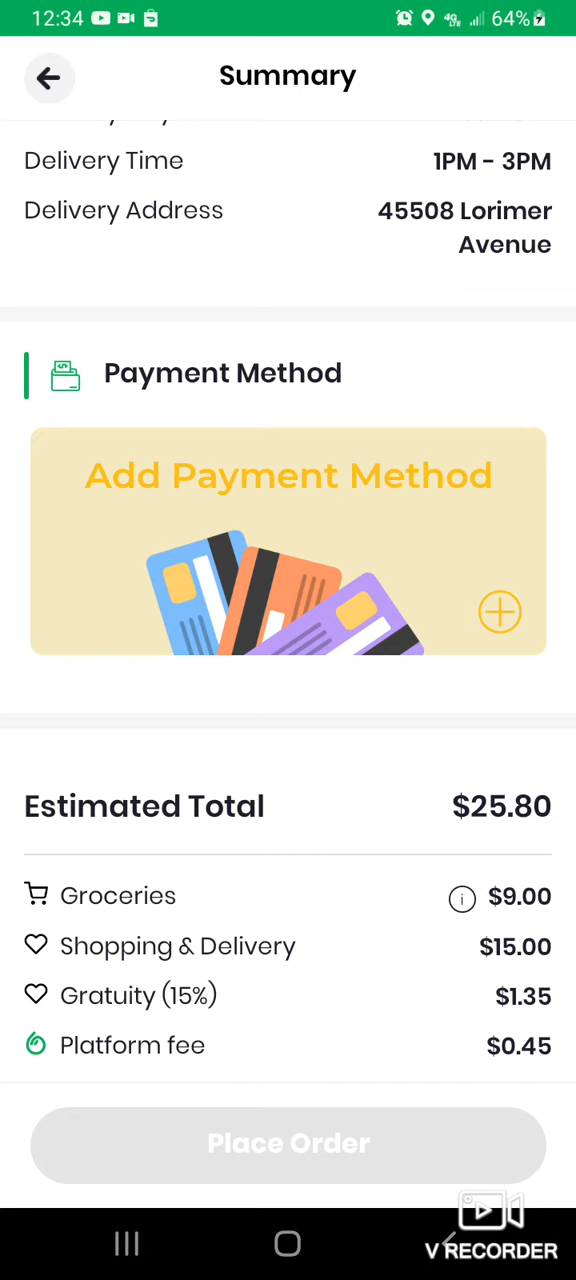 12:34 64%
Summary
Delivery Time 1PM - 3PM
Delivery Address 45508 Lorimer
Avenue
Payment Method
Add Payment Method
Estimated Total $25.80
Groceries i $9.00
Shopping & Delivery $15.00
Gratuity (15%) $1.35
Platform fee $0.45
Place Order
V RECORDER